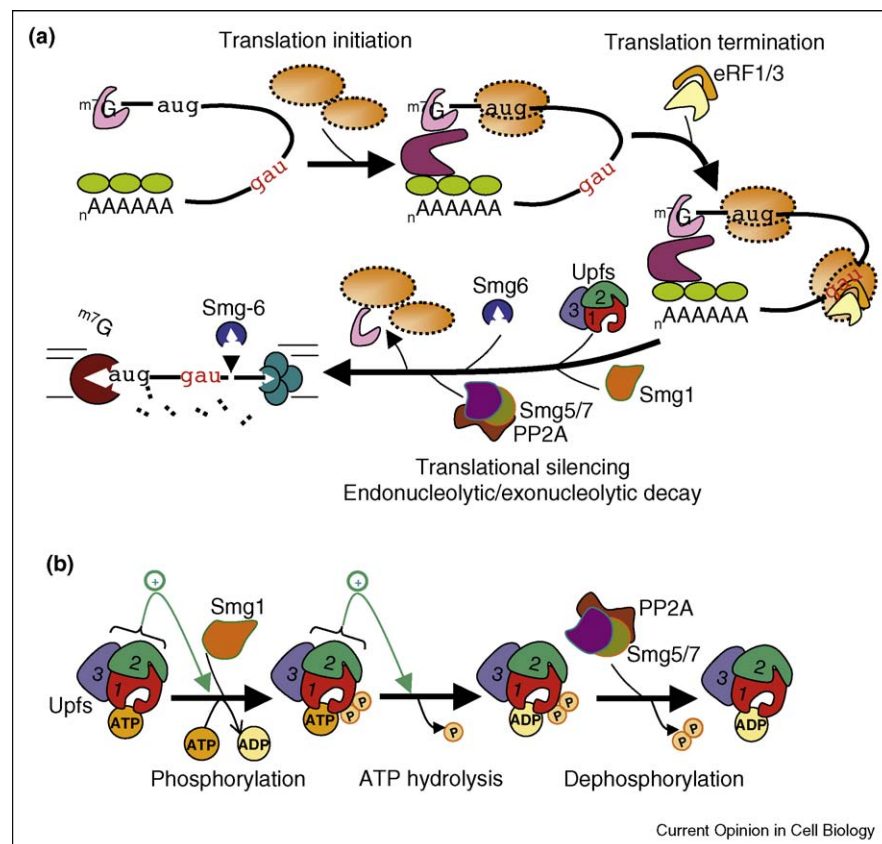 (a)
Translation initiation
Translation termination
eRF1/3
m7G
aug
gau
nAAAAAA
m7G
aug
gau
nAAAAAA
m7G
aug
gau
nAAAAAA
Upfs
3
2
1
Smg6
Smg-6
m7G
aug
gau
Smg1
Smg5/7
PP2A
Translational silencing
Endonucleolytic/exonucleolytic decay
(b)
+
+
Smg1
PP2A
Smg5/7
3
2
1
Upfs
ATP
ATP
ADP
3
2
1
ATP
P
P
P
3
2
1
ADP
P
P
P
P
3
2
1
ADP
Phosphorylation
ATP hydrolysis
Dephosphorylation
Current Opinion in Cell Biology